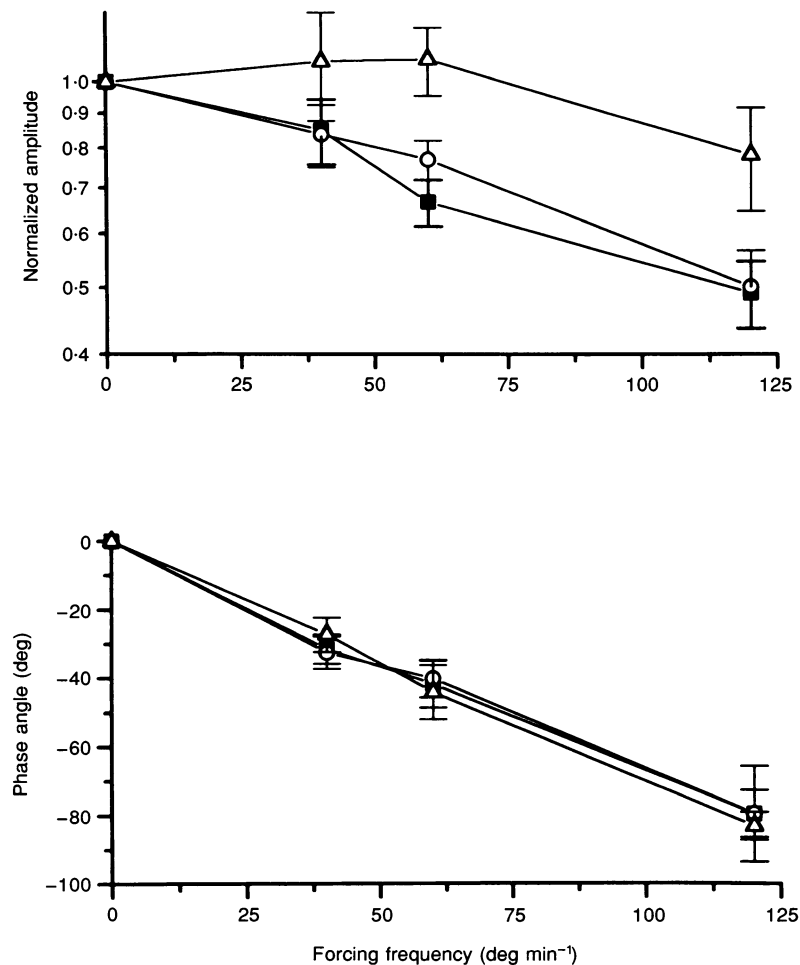 Normalized amplitude
1·0
0·9
0·8
0·7
0·6
0·5
0·4
0 25 50 75 100 125
Phase angle (deg)
0
−20
−40
−60
−80
−100
0 25 50 75 100 125
Forcing frequency (deg min⁻¹)